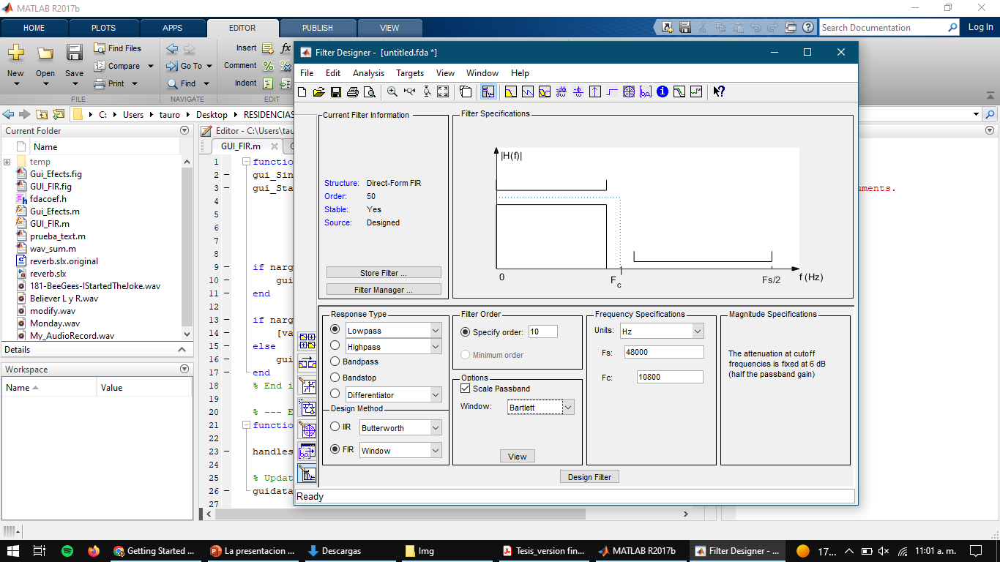 MATLAB R2017b
HOME PLOTS APPS EDITOR PUBLISH VIEW
Search Documentation
Log In
New
Open
Save
Find Files
Compare
Print
FILE
Go To
Find
NAVIGATE
Insert fx
Comment
Indent
EDIT
C: Users tauro Desktop RESIDENCIAS
Current Folder
Name
temp
Gui_Efects.fig
GUI_FIR.fig
fdacoef.h
Gui_Efects.m
GUI_FIR.m
prueba_text.m
wav_sum.m
reverb.slx.original
reverb.slx
181-BeeGees-IStartedTheJoke.wav
Believer L y R.wav
modify.wav
Monday.wav
My_AudioRecord.wav
Details
Workspace
Name Value
Editor - C:\Users\tau
GUI_FIR.m
1 functio
2 gui_Sin
3 gui_Sta
4
5
6
7
8
9 if narg
10 gui
11 end
12
13 if narg
14 [va
15 else
16 gui
17 end
18 % End i
19
20 % --- E
21 functio
22
23 handles
24
25 % Updat
26 guidata
27
uments.
Filter Designer - [untitled.fda *]
File Edit Analysis Targets View Window Help
Current Filter Information
Structure: Direct-Form FIR
Order: 50
Stable: Yes
Source: Designed
Store Filter ...
Filter Manager ...
Filter Specifications
|H(f)|
0 Fc Fs/2 f (Hz)
Response Type
Lowpass
Highpass
Bandpass
Bandstop
Differentiator
Design Method
IIR Butterworth
FIR Window
Filter Order
Specify order: 10
Minimum order
Options
Scale Passband
Window: Bartlett
View
Frequency Specifications
Units: Hz
Fs: 48000
Fc: 10800
Magnitude Specifications
The attenuation at cutoff
frequencies is fixed at 6 dB
(half the passband gain)
Design Filter
Ready
Getting Started ...
La presentacion ...
Descargas
Img
Tesis_version fin...
MATLAB R2017b
Filter Designer - ...
17...
11:01 a. m.